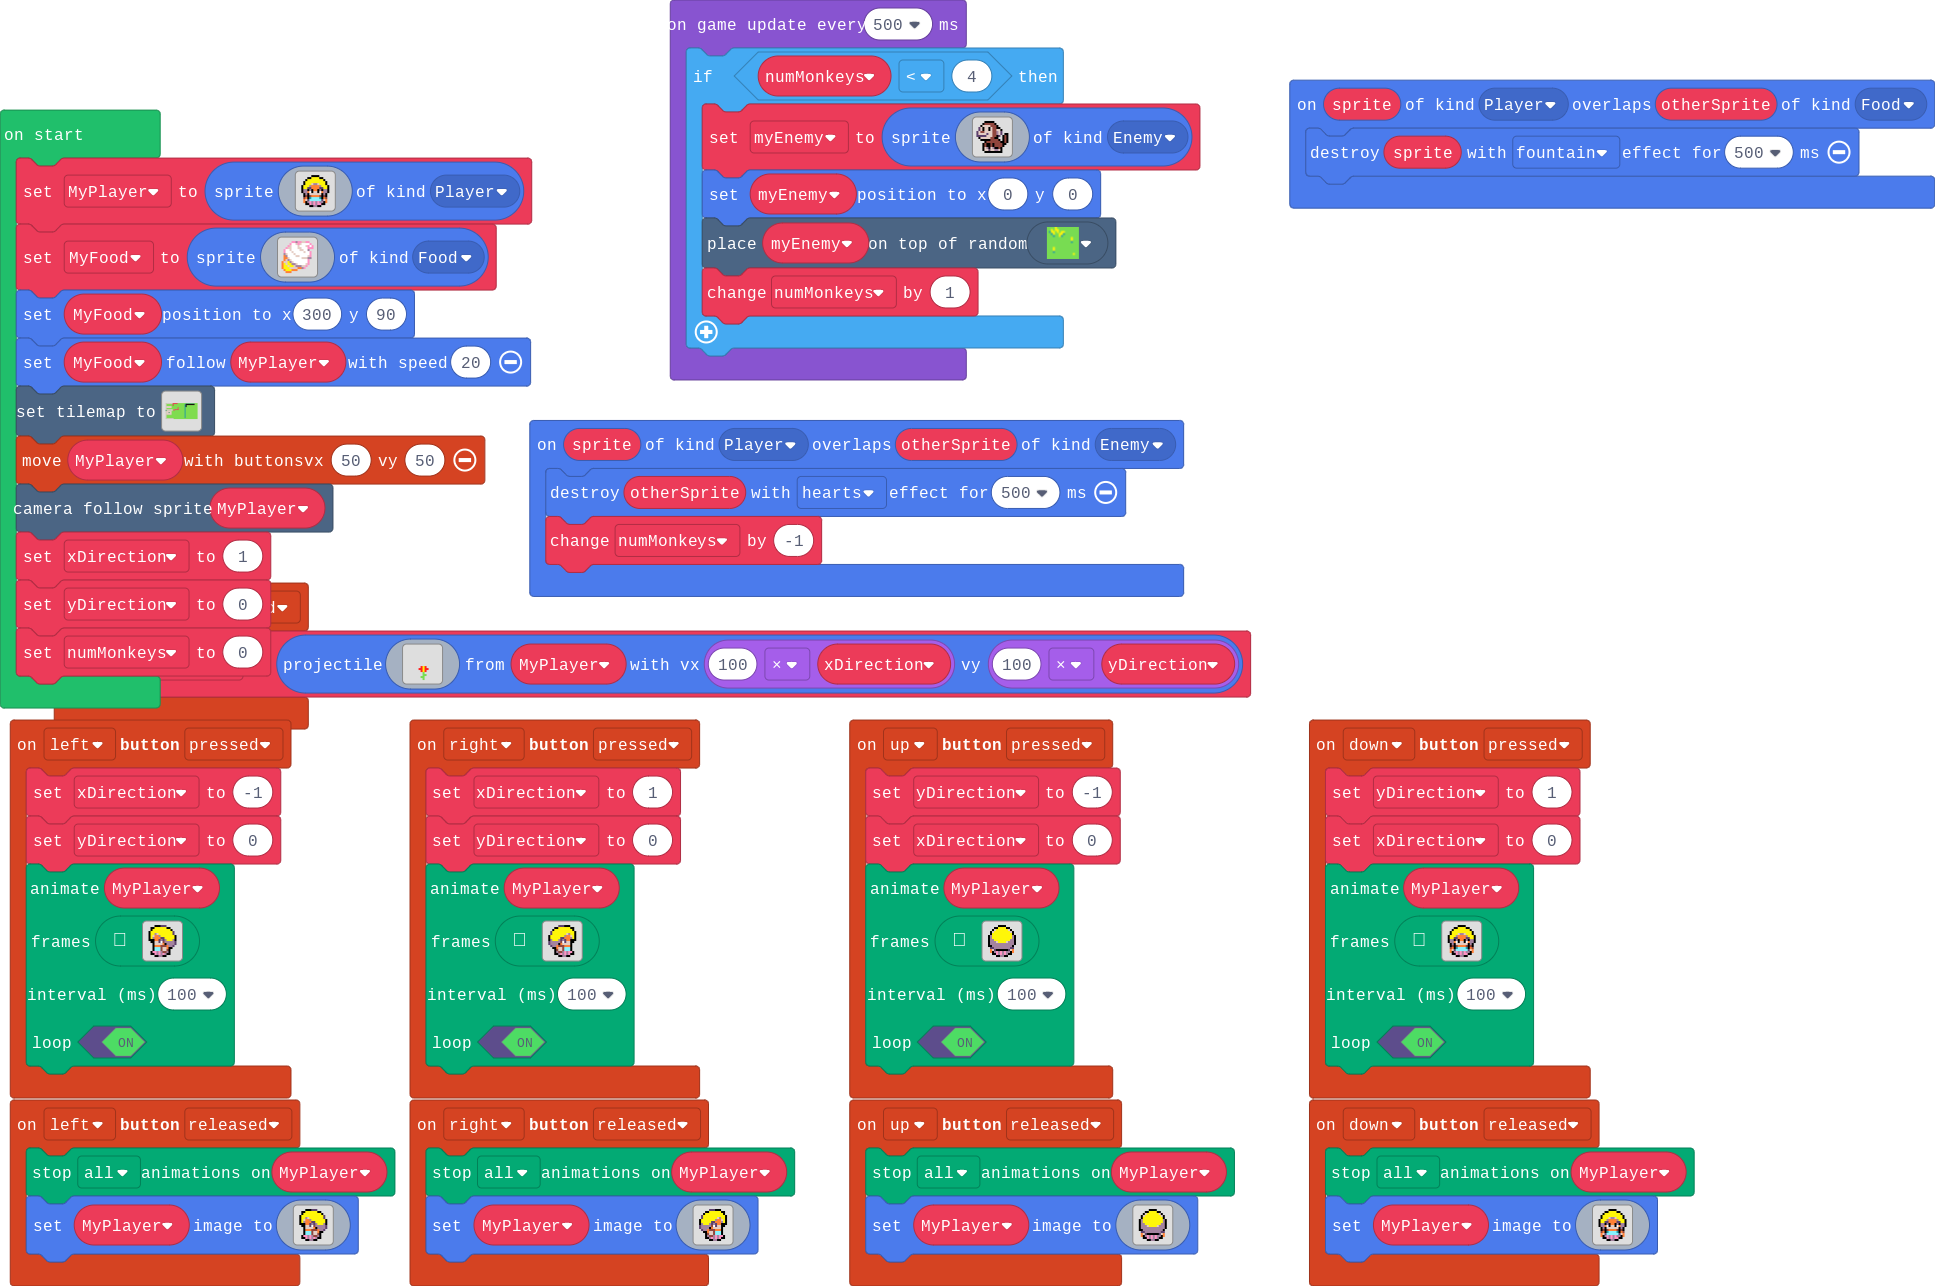 on game update every 500 ms
if numMonkeys < 4 then
set myEnemy to sprite of kind Enemy
set myEnemy position to x 0 y 0
place myEnemy on top of random
change numMonkeys by 1
on sprite of kind Player overlaps otherSprite of kind Food
destroy sprite with fountain effect for 500 ms
on start
set MyPlayer to sprite of kind Player
set MyFood to sprite of kind Food
set MyFood position to x 300 y 90
set MyFood follow MyPlayer with speed 20
set tilemap to
move MyPlayer with buttons vx 50 vy 50
camera follow sprite MyPlayer
set xDirection to 1
set yDirection to 0
set numMonkeys to 0
on sprite of kind Player overlaps otherSprite of kind Enemy
destroy otherSprite with hearts effect for 500 ms
change numMonkeys by -1
projectile from MyPlayer with vx 100 × xDirection vy 100 × yDirection
on left button pressed
set xDirection to -1
set yDirection to 0
animate MyPlayer
frames
interval (ms) 100
loop ON
on right button pressed
set xDirection to 1
set yDirection to 0
animate MyPlayer
frames
interval (ms) 100
loop ON
on up button pressed
set yDirection to -1
set xDirection to 0
animate MyPlayer
frames
interval (ms) 100
loop ON
on down button pressed
set yDirection to 1
set xDirection to 0
animate MyPlayer
frames
interval (ms) 100
loop ON
on left button released
stop all animations on MyPlayer
set MyPlayer image to
on right button released
stop all animations on MyPlayer
set MyPlayer image to
on up button released
stop all animations on MyPlayer
set MyPlayer image to
on down button released
stop all animations on MyPlayer
set MyPlayer image to